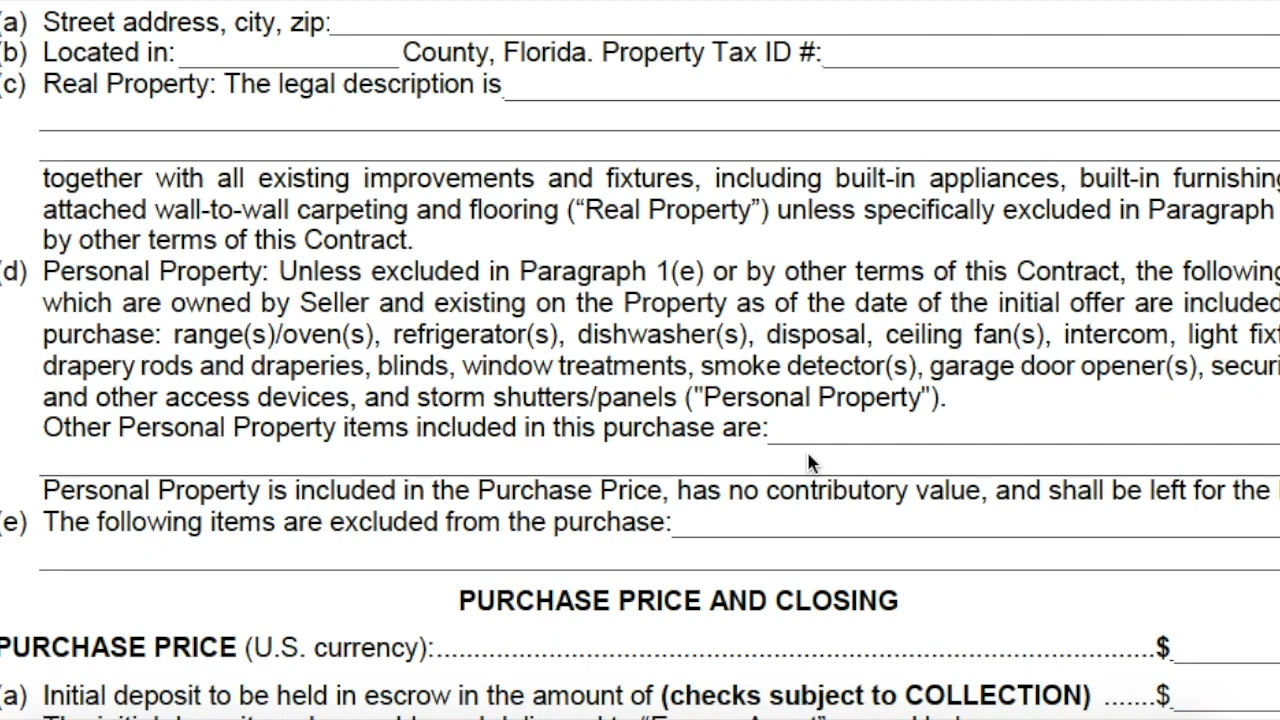 (a) Street address, city, zip:
(b) Located in: County, Florida. Property Tax ID #:
(c) Real Property: The legal description is
together with all existing improvements and fixtures, including built-in appliances, built-in
attached wall-to-wall carpeting and flooring (“Real Property”) unless specifically excluded in Paragraph
by other terms of this Contract.
(d) Personal Property: Unless excluded in Paragraph 1(e) or by other terms of this Contract, the following
which are owned by Seller and existing on the Property as of the date of the initial offer are included
purchase: range(s)/oven(s), refrigerator(s), dishwasher(s), disposal, ceiling fan(s), intercom, light
drapery rods and draperies, blinds, window treatments, smoke detector(s), garage door opener(s),
and other access devices, and storm shutters/panels ("Personal Property").
Other Personal Property items included in this purchase are:
Personal Property is included in the Purchase Price, has no contributory value, and shall be left for the
(e) The following items are excluded from the purchase:
PURCHASE PRICE AND CLOSING
PURCHASE PRICE (U.S. currency):......................................................................................$
(a) Initial deposit to be held in escrow in the amount of (checks subject to COLLECTION) .......$